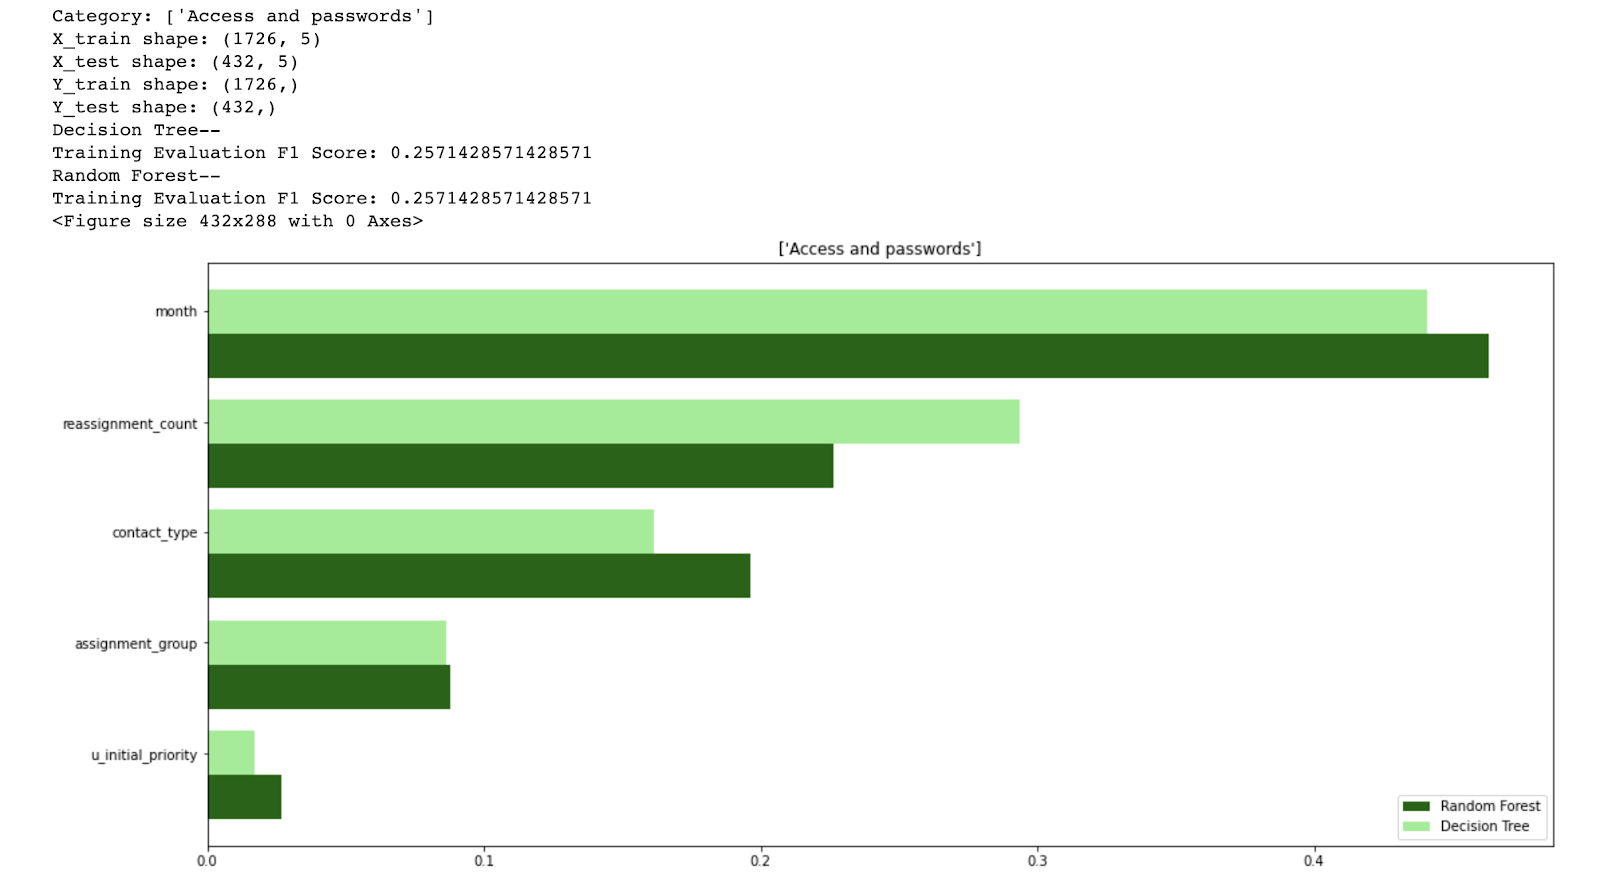 Category: ['Access and passwords']
X_train shape: (1726, 5)
X_test shape: (432, 5)
Y_train shape: (1726,)
Y_test shape: (432,)
Decision Tree--
Training Evaluation F1 Score: 0.2571428571428571
Random Forest--
Training Evaluation F1 Score: 0.2571428571428571
<Figure size 432x288 with 0 Axes>
['Access and passwords']
month
reassignment_count
contact_type
assignment_group
u_initial_priority
Random Forest
Decision Tree
0.0 0.1 0.2 0.3 0.4